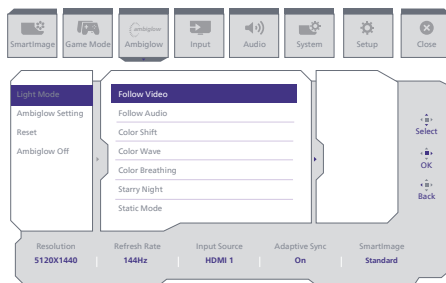 ambiglow
SmartImage
Game Mode
Ambiglow
Input
Audio
System
Setup
Close
Light Mode
Ambiglow Setting
Reset
Ambiglow Off
Follow Video
Follow Audio
Color Shift
Color Wave
Color Breathing
Starry Night
Static Mode
Select
OK
Back
Resolution
5120X1440
Refresh Rate
144Hz
Input Source
HDMI 1
Adaptive Sync
On
SmartImage
Standard